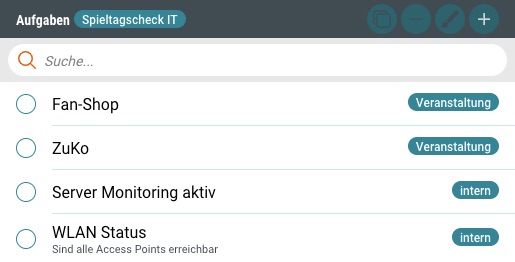 Aufgaben Spieltagscheck IT
Suche...
Fan-Shop Veranstaltung
ZuKo Veranstaltung
Server Monitoring aktiv intern
WLAN Status intern
Sind alle Access Points erreichbar